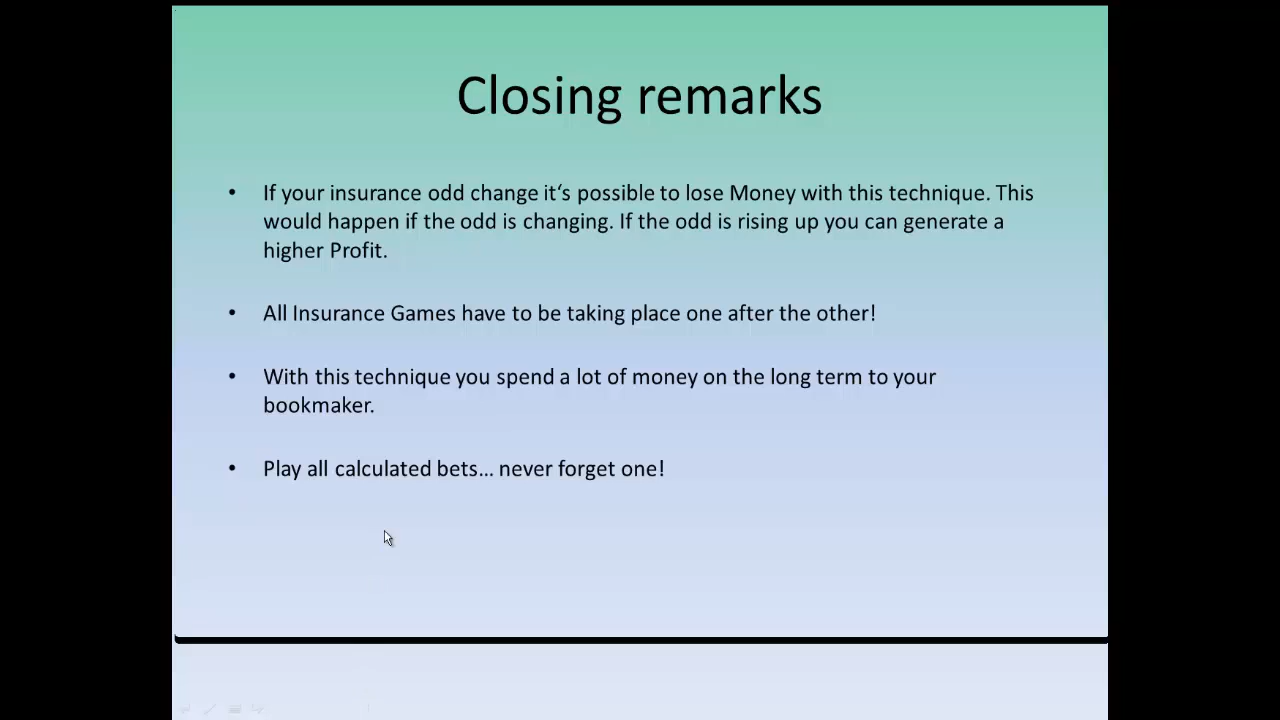 Closing remarks
• If your insurance odd change it‘s possible to lose Money with this technique. This
would happen if the odd is changing. If the odd is rising up you can generate a
higher Profit.
• All Insurance Games have to be taking place one after the other!
• With this technique you spend a lot of money on the long term to your
bookmaker.
• Play all calculated bets… never forget one!